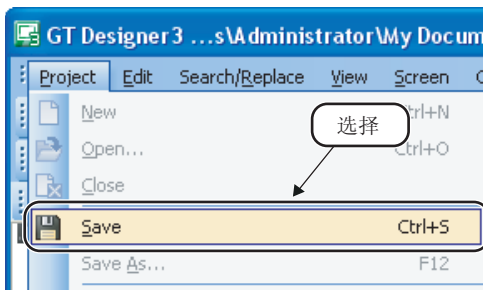 GT Designer3 ...s\Administrator\My Docum
Project Edit Search/Replace View Screen
New Ctrl+N
选择
Open... Ctrl+O
Close
Save Ctrl+S
Save As... F12